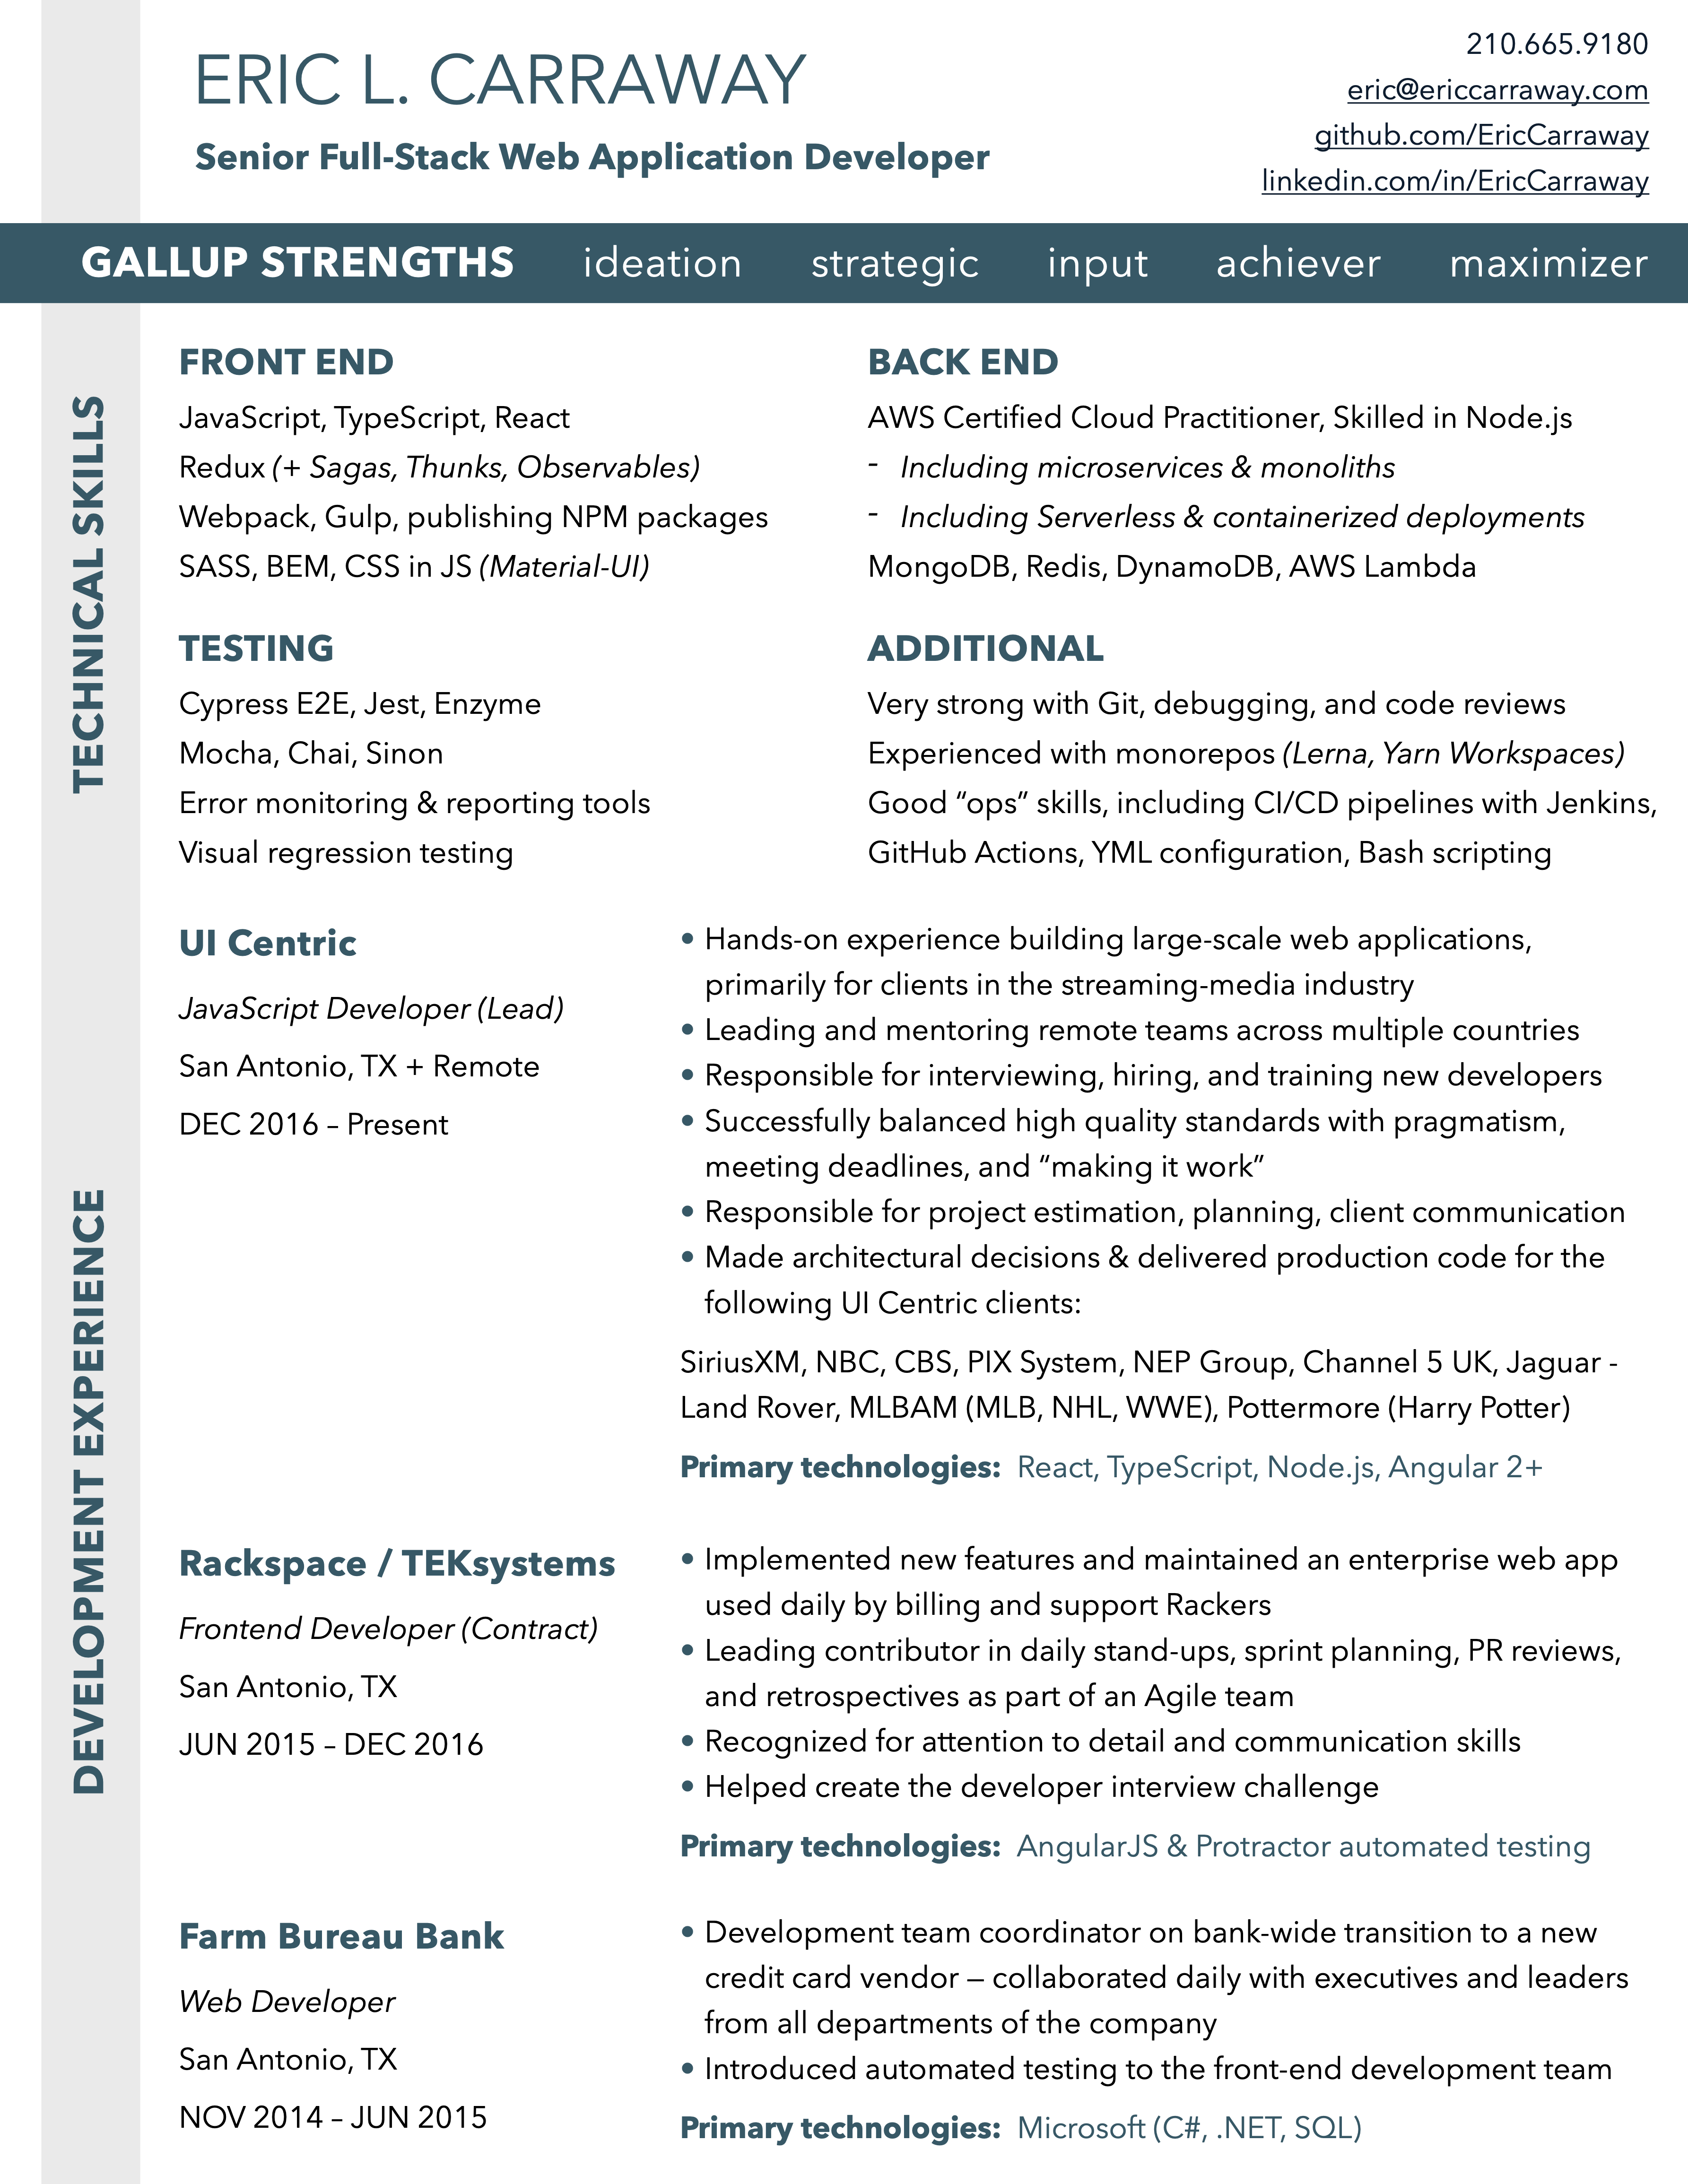 ERIC L. CARRAWAY
Senior Full-Stack Web Application Developer
210.665.9180
eric@ericcarraway.com
github.com/EricCarraway
linkedin.com/in/EricCarraway
GALLUP STRENGTHS ideation strategic input achiever maximizer
TECHNICAL SKILLS
FRONT END
JavaScript, TypeScript, React
Redux (+ Sagas, Thunks, Observables)
Webpack, Gulp, publishing NPM packages
SASS, BEM, CSS in JS (Material-UI)
BACK END
AWS Certified Cloud Practitioner, Skilled in Node.js
- Including microservices & monoliths
- Including Serverless & containerized deployments
MongoDB, Redis, DynamoDB, AWS Lambda
TESTING
Cypress E2E, Jest, Enzyme
Mocha, Chai, Sinon
Error monitoring & reporting tools
Visual regression testing
ADDITIONAL
Very strong with Git, debugging, and code reviews
Experienced with monorepos (Lerna, Yarn Workspaces)
Good “ops” skills, including CI/CD pipelines with Jenkins,
GitHub Actions, YML configuration, Bash scripting
DEVELOPMENT EXPERIENCE
UI Centric
JavaScript Developer (Lead)
San Antonio, TX + Remote
DEC 2016 – Present
• Hands-on experience building large-scale web applications,
primarily for clients in the streaming-media industry
• Leading and mentoring remote teams across multiple countries
• Responsible for interviewing, hiring, and training new developers
• Successfully balanced high quality standards with pragmatism,
meeting deadlines, and “making it work”
• Responsible for project estimation, planning, client communication
• Made architectural decisions & delivered production code for the
following UI Centric clients:
SiriusXM, NBC, CBS, PIX System, NEP Group, Channel 5 UK, Jaguar -
Land Rover, MLBAM (MLB, NHL, WWE), Pottermore (Harry Potter)
Primary technologies: React, TypeScript, Node.js, Angular 2+
Rackspace / TEKsystems
Frontend Developer (Contract)
San Antonio, TX
JUN 2015 – DEC 2016
• Implemented new features and maintained an enterprise web app
used daily by billing and support Rackers
• Leading contributor in daily stand-ups, sprint planning, PR reviews,
and retrospectives as part of an Agile team
• Recognized for attention to detail and communication skills
• Helped create the developer interview challenge
Primary technologies: AngularJS & Protractor automated testing
Farm Bureau Bank
Web Developer
San Antonio, TX
NOV 2014 – JUN 2015
• Development team coordinator on bank-wide transition to a new
credit card vendor — collaborated daily with executives and leaders
from all departments of the company
• Introduced automated testing to the front-end development team
Primary technologies: Microsoft (C#, .NET, SQL)